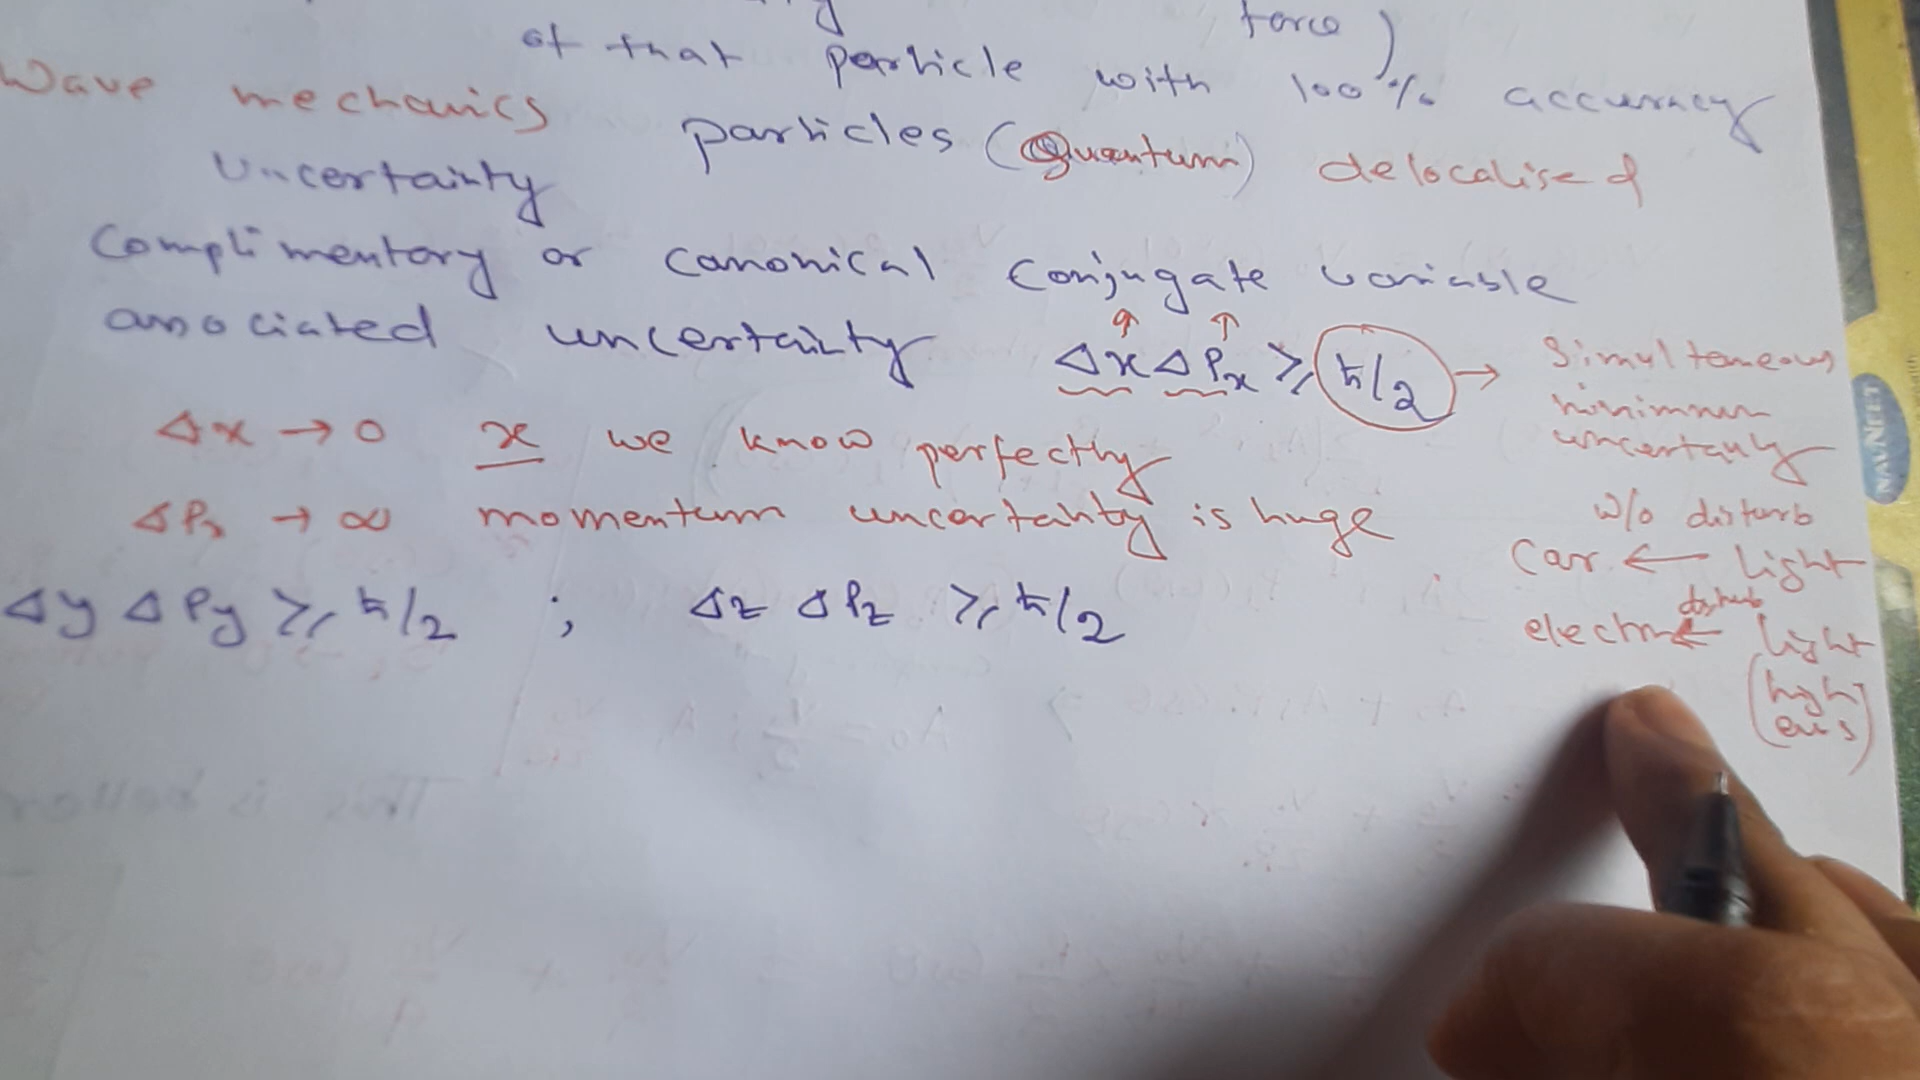 force)
of that particle with 100% accuracy
Wave mechanics particles (Quantum) delocalised
Uncertainty
Complimentory or canonical conjugate variable
associated uncertainty Δx ΔPx ≥ ħ/2 → Simultaneous
minimum
uncertainty
Δx → 0 x we know perfectly
ΔPx → ∞ momentum uncertainty is huge
w/o disturb
Car ← light
Δy ΔPy ≥ ħ/2 ; Δz ΔPz ≥ ħ/2
disturb
electron ← light
(high
NAVNEET